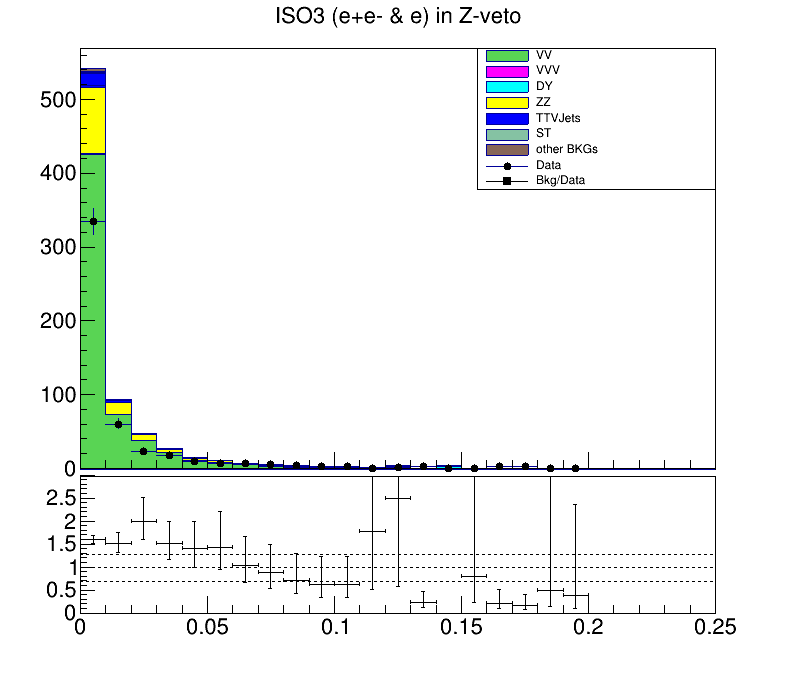 ISO3 (e+e- & e) in Z-veto
VV
VVV
DY
ZZ
TTVJets
ST
other BKGs
Data
Bkg/Data
500
400
300
200
100
0
2.5
2
1.5
1
0.5
0
0 0.05 0.1 0.15 0.2 0.25